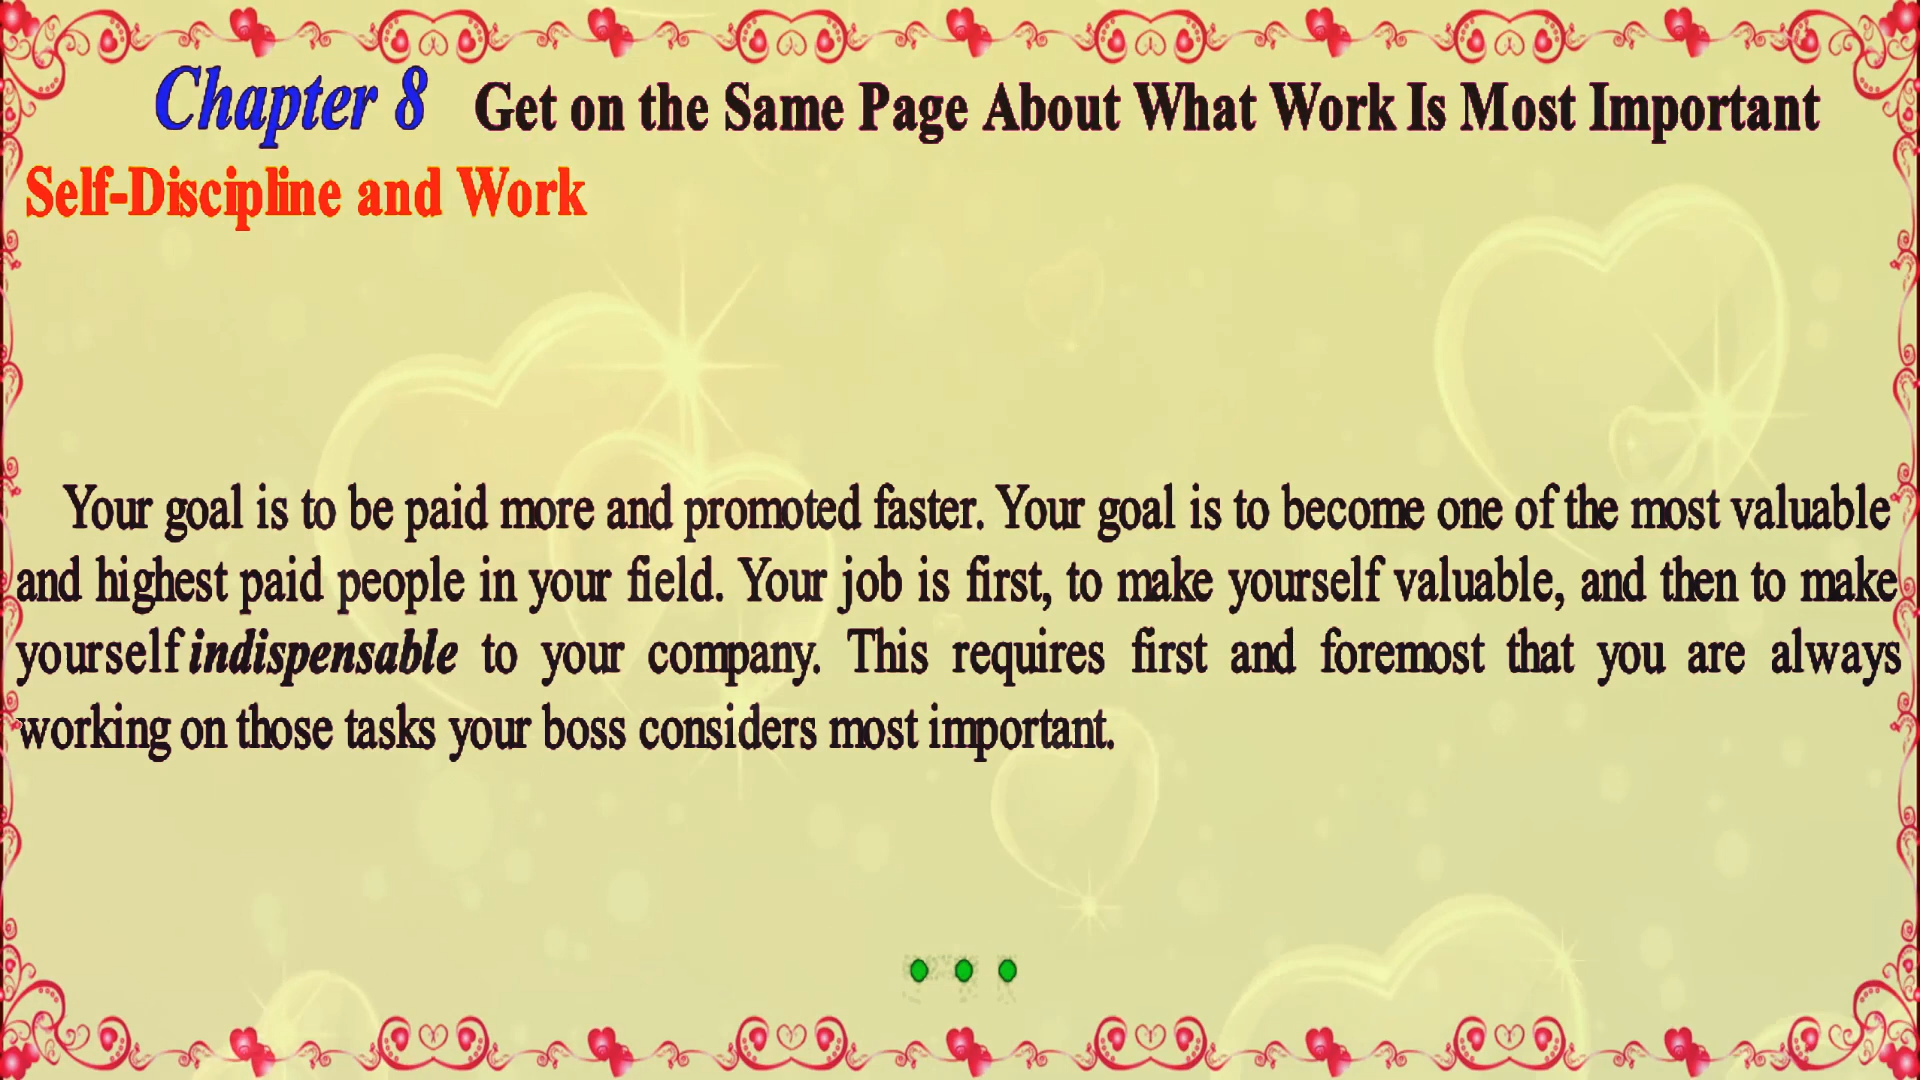 Chapter 8 Get on the Same Page About What Work Is Most Important
Self-Discipline and Work
Your goal is to be paid more and promoted faster. Your goal is to become one of the most valuable
and highest paid people in your field. Your job is first, to make yourself valuable, and then to make
yourself indispensable to your company. This requires first and foremost that you are always
working on those tasks your boss considers most important.